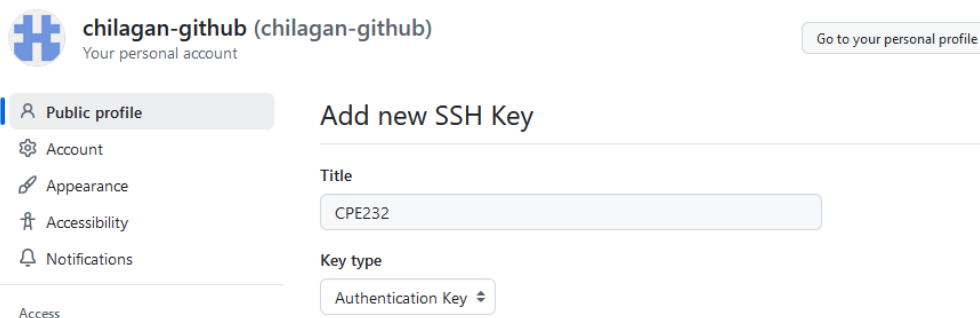 chilagan-github (chilagan-github)
Your personal account
Go to your personal profile
Public profile
Account
Appearance
Accessibility
Notifications
Access
Add new SSH Key
Title
CPE232
Key type
Authentication Key